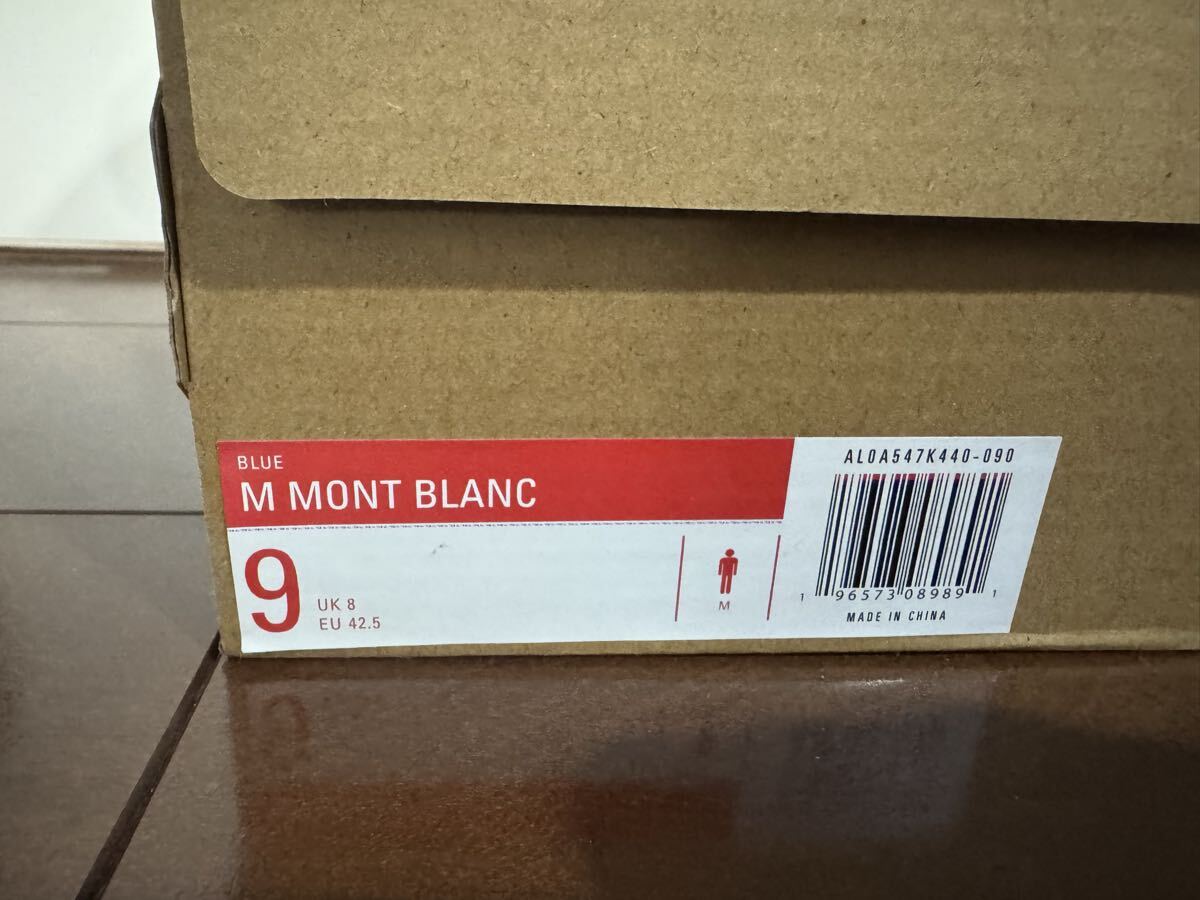 BLUE
M MONT BLANC
9
UK 8
EU 42.5
M
AL0A547K440-090
1 96573 08989 1
MADE IN CHINA